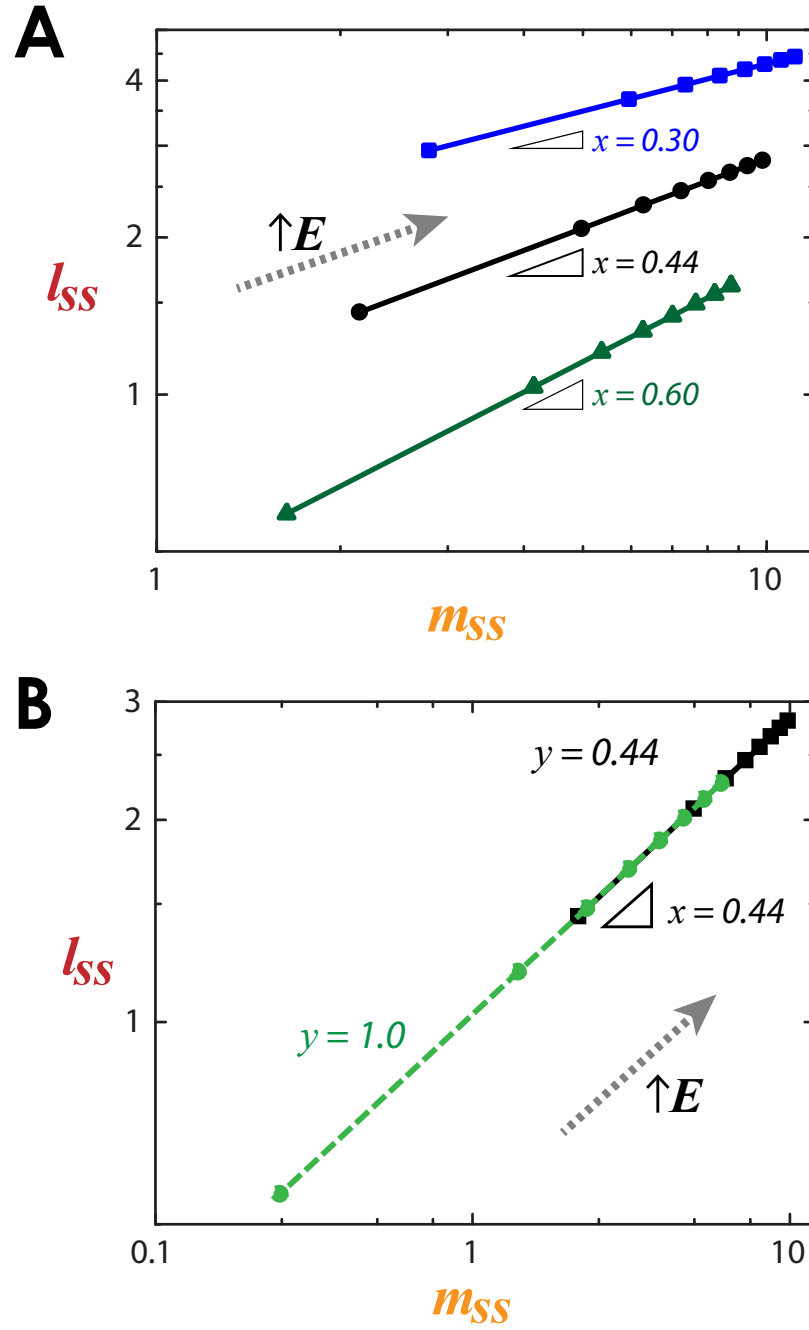 A
4
x = 0.30
↑E
2
x = 0.44
lss
1
x = 0.60
1
10
mss
B
3
y = 0.44
2
x = 0.44
lss
1
y = 1.0
↑E
0.1
1
10
mss